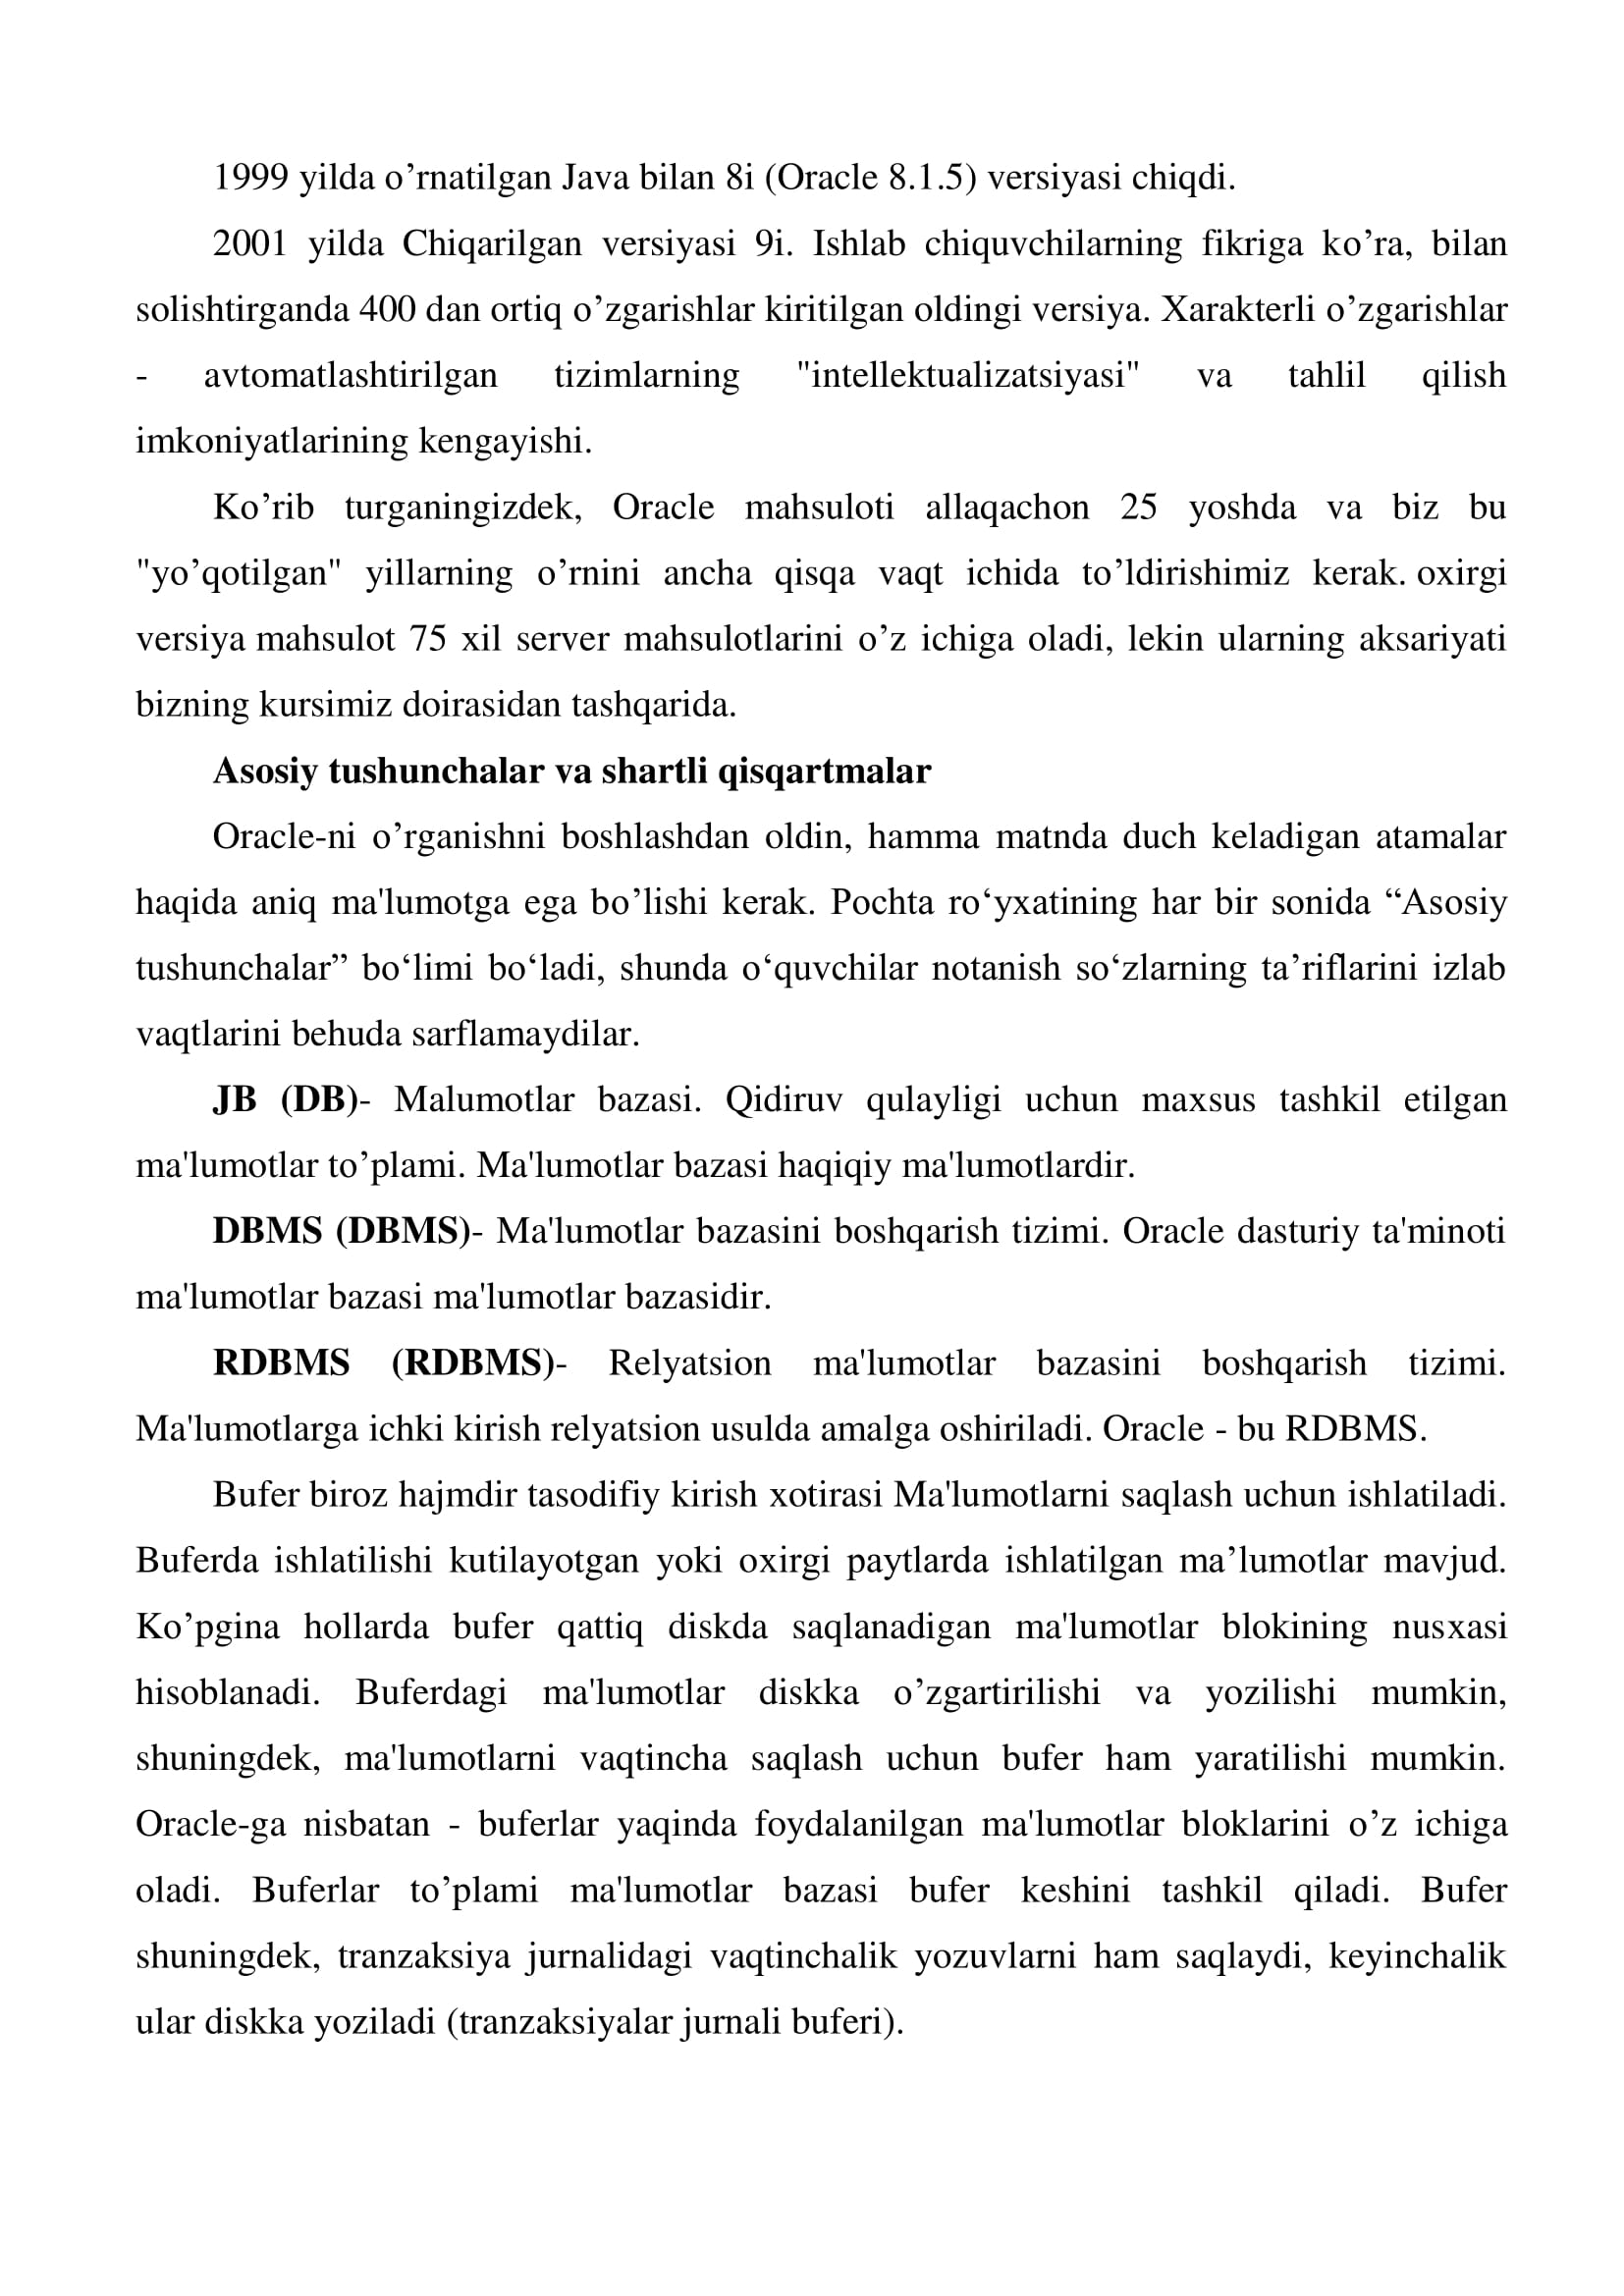 1999 yilda o’rnatilgan Java bilan 8i (Oracle 8.1.5) versiyasi chiqdi.
2001 yilda Chiqarilgan versiyasi 9i. Ishlab chiquvchilarning fikriga ko’ra, bilan
solishtirganda 400 dan ortiq o’zgarishlar kiritilgan oldingi versiya. Xarakterli o’zgarishlar
- avtomatlashtirilgan tizimlarning "intellektualizatsiyasi" va tahlil qilish
imkoniyatlarining kengayishi.
Ko’rib turganingizdek, Oracle mahsuloti allaqachon 25 yoshda va biz bu
"yo’qotilgan" yillarning o’rnini ancha qisqa vaqt ichida to’ldirishimiz kerak. oxirgi
versiya mahsulot 75 xil server mahsulotlarini o’z ichiga oladi, lekin ularning aksariyati
bizning kursimiz doirasidan tashqarida.
Asosiy tushunchalar va shartli qisqartmalar
Oracle-ni o’rganishni boshlashdan oldin, hamma matnda duch keladigan atamalar
haqida aniq ma'lumotga ega bo’lishi kerak. Pochta ro‘yxatining har bir sonida “Asosiy
tushunchalar” bo‘limi bo‘ladi, shunda o‘quvchilar notanish so‘zlarning ta’riflarini izlab
vaqtlarini behuda sarflamaydilar.
JB (DB)- Malumotlar bazasi. Qidiruv qulayligi uchun maxsus tashkil etilgan
ma'lumotlar to’plami. Ma'lumotlar bazasi haqiqiy ma'lumotlardir.
DBMS (DBMS)- Ma'lumotlar bazasini boshqarish tizimi. Oracle dasturiy ta'minoti
ma'lumotlar bazasi ma'lumotlar bazasidir.
RDBMS (RDBMS)- Relyatsion ma'lumotlar bazasini boshqarish tizimi.
Ma'lumotlarga ichki kirish relyatsion usulda amalga oshiriladi. Oracle - bu RDBMS.
Bufer biroz hajmdir tasodifiy kirish xotirasi Ma'lumotlarni saqlash uchun ishlatiladi.
Buferda ishlatilishi kutilayotgan yoki oxirgi paytlarda ishlatilgan ma’lumotlar mavjud.
Ko’pgina hollarda bufer qattiq diskda saqlanadigan ma'lumotlar blokining nusxasi
hisoblanadi. Buferdagi ma'lumotlar diskka o’zgartirilishi va yozilishi mumkin,
shuningdek, ma'lumotlarni vaqtincha saqlash uchun bufer ham yaratilishi mumkin.
Oracle-ga nisbatan - buferlar yaqinda foydalanilgan ma'lumotlar bloklarini o’z ichiga
oladi. Buferlar to’plami ma'lumotlar bazasi bufer keshini tashkil qiladi. Bufer
shuningdek, tranzaksiya jurnalidagi vaqtinchalik yozuvlarni ham saqlaydi, keyinchalik
ular diskka yoziladi (tranzaksiyalar jurnali buferi).